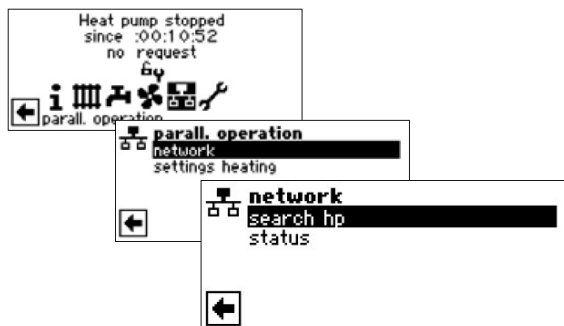 Heat pump stopped
since :00:10:52
no request
parall. operation
parall. operation
network
settings heating
network
search hp
status